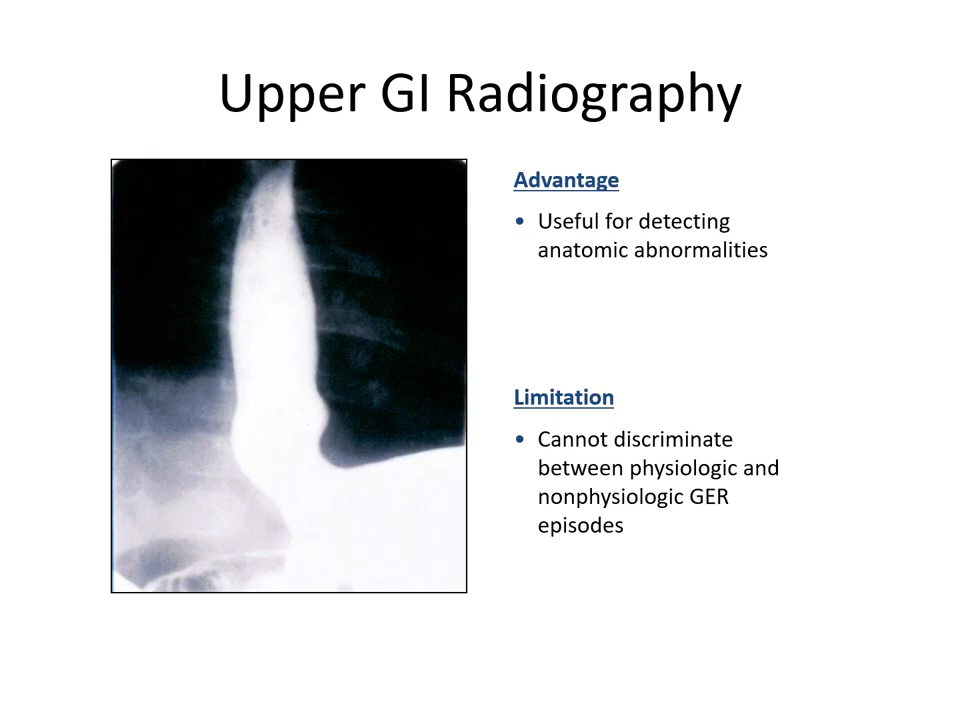 Upper GI Radiography
Advantage
• Useful for detecting
anatomic abnormalities
Limitation
• Cannot discriminate
between physiologic and
nonphysiologic GER
episodes